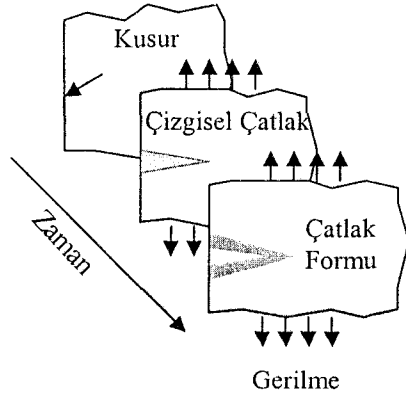 Kusur
Çizgisel Çatlak
Çatlak
Formu
Zaman
Gerilme